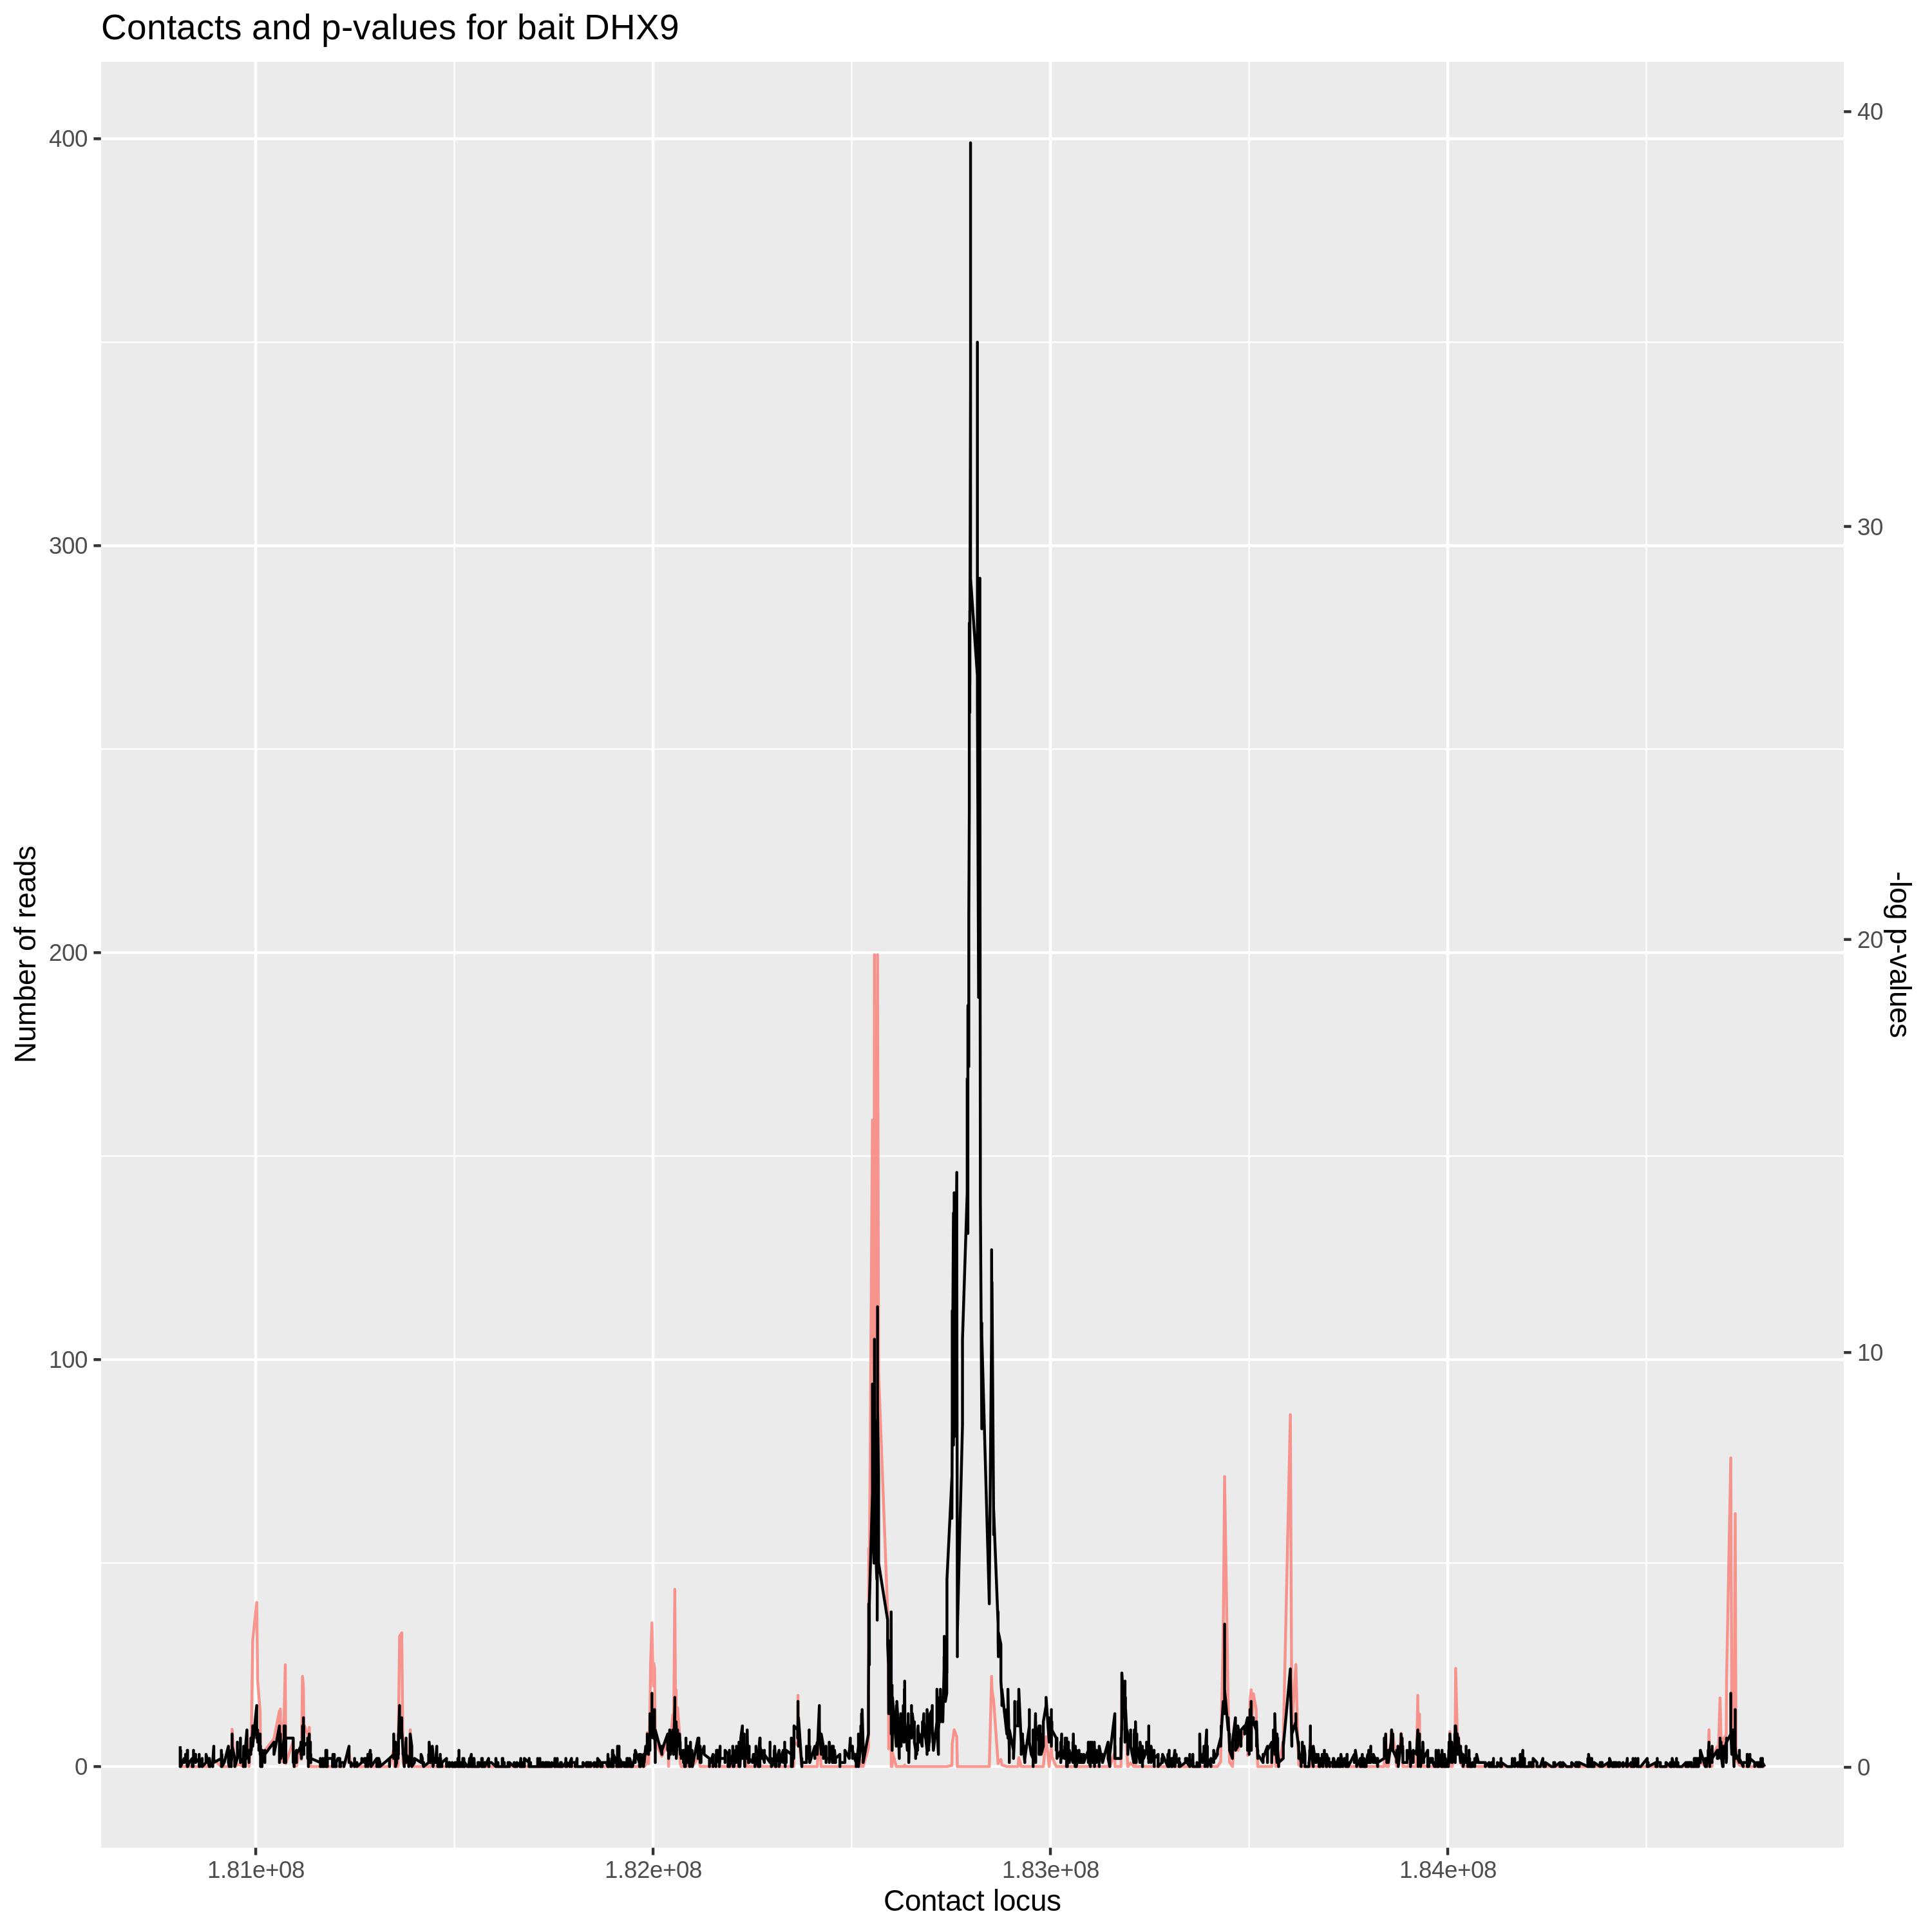 Contacts and p-values for bait DHX9
400
300
200
100
0
Number of reads
40
30
20
10
0
-log p-values
1.81e+08
1.82e+08
1.83e+08
1.84e+08
Contact locus